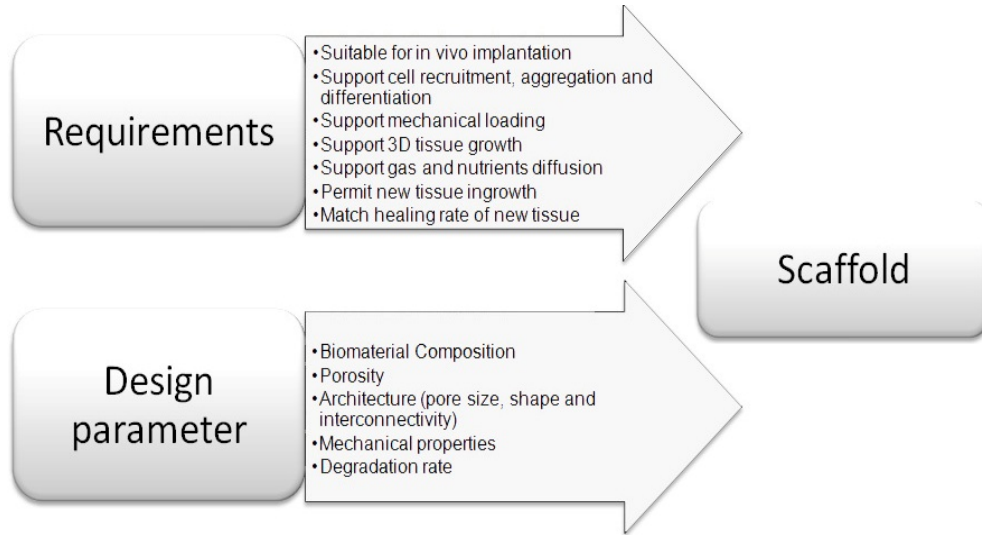 Requirements
•Suitable for in vivo implantation
•Support cell recruitment, aggregation and
differentiation
•Support mechanical loading
•Support 3D tissue growth
•Support gas and nutrients diffusion
•Permit new tissue ingrowth
•Match healing rate of new tissue
Scaffold
Design
parameter
•Biomaterial Composition
•Porosity
•Architecture (pore size, shape and
interconnectivity)
•Mechanical properties
•Degradation rate